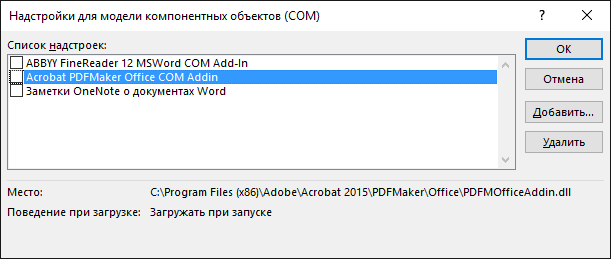 Надстройки для модели компонентных объектов (COM)
Список надстроек:
ABBYY FineReader 12 MSWord COM Add-In
Acrobat PDFMaker Office COM Addin
Заметки OneNote о документах Word
OK
Отмена
Добавить...
Удалить
Место: C:\Program Files (x86)\Adobe\Acrobat 2015\PDFMaker\Office\PDFMOfficeAddin.dll
Поведение при загрузке: Загружать при запуске